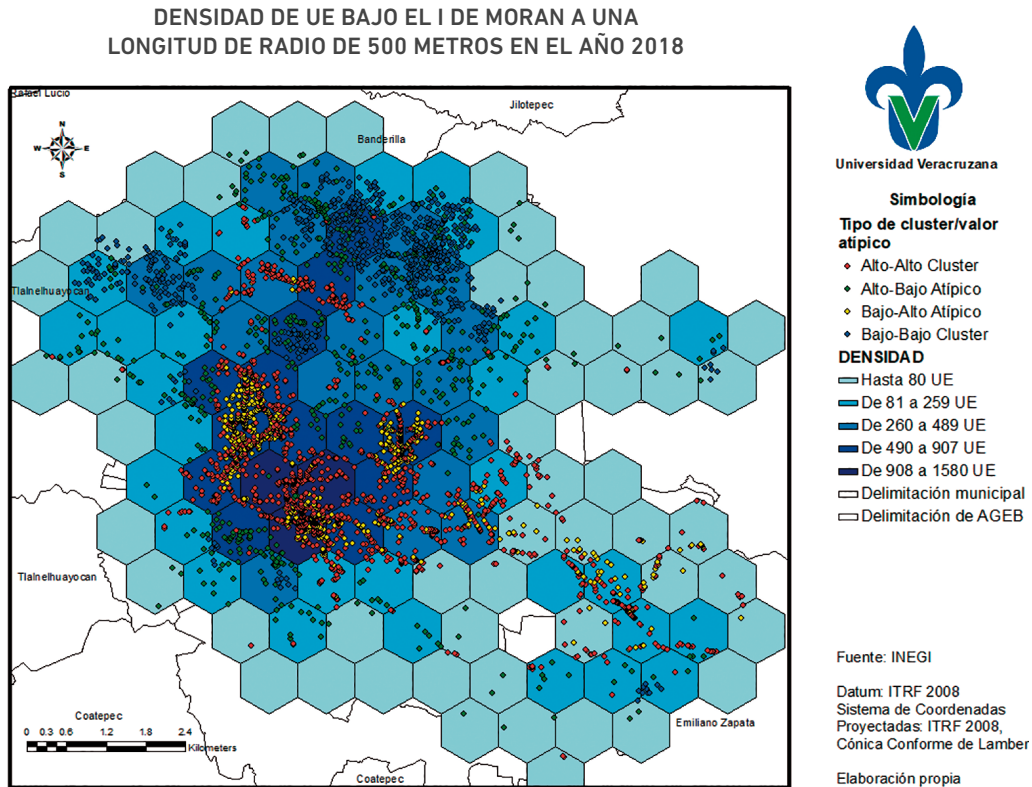 DENSIDAD DE UE BAJO EL I DE MORAN A UNA
LONGITUD DE RADIO DE 500 METROS EN EL AÑO 2018
Rafael Lucio
Jilotepec
Banderilla
N
W E
S
Tlalnelhuayocan
Tlalnelhuayocan
Coatepec
0 0.3 0.6 1.2 1.8 2.4
Kilometers
Coatepec
Emiliano Zapata
Universidad Veracruzana
Simbología
Tipo de cluster/valor
atípico
Alto-Alto Cluster
Alto-Bajo Atípico
Bajo-Alto Atípico
Bajo-Bajo Cluster
DENSIDAD
Hasta 80 UE
De 81 a 259 UE
De 260 a 489 UE
De 490 a 907 UE
De 908 a 1580 UE
Delimitación municipal
Delimitación de AGEB
Fuente: INEGI
Datum: ITRF 2008
Sistema de Coordenadas
Proyectadas: ITRF 2008,
Cónica Conforme de Lamber
Elaboración propia